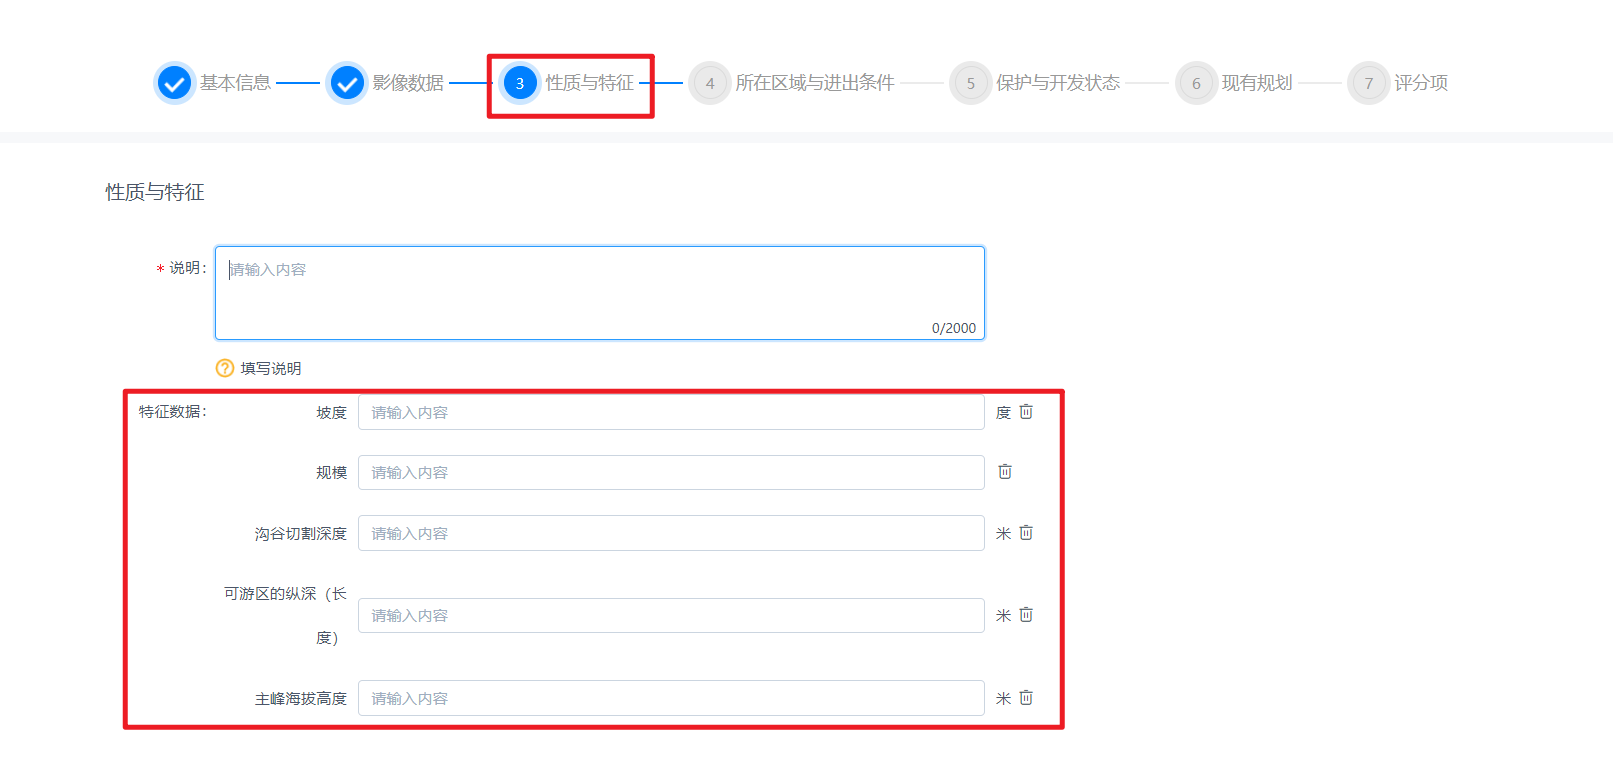 基本信息 影像数据 3 性质与特征 4 所在区域与进出条件 5 保护与开发状态 6 现有规划 7 评分项
性质与特征
* 说明: 请输入内容
0/2000
? 填写说明
特征数据: 坡度 请输入内容 度
规模 请输入内容
沟谷切割深度 请输入内容 米
可游区的纵深（长
度） 请输入内容 米
主峰海拔高度 请输入内容 米